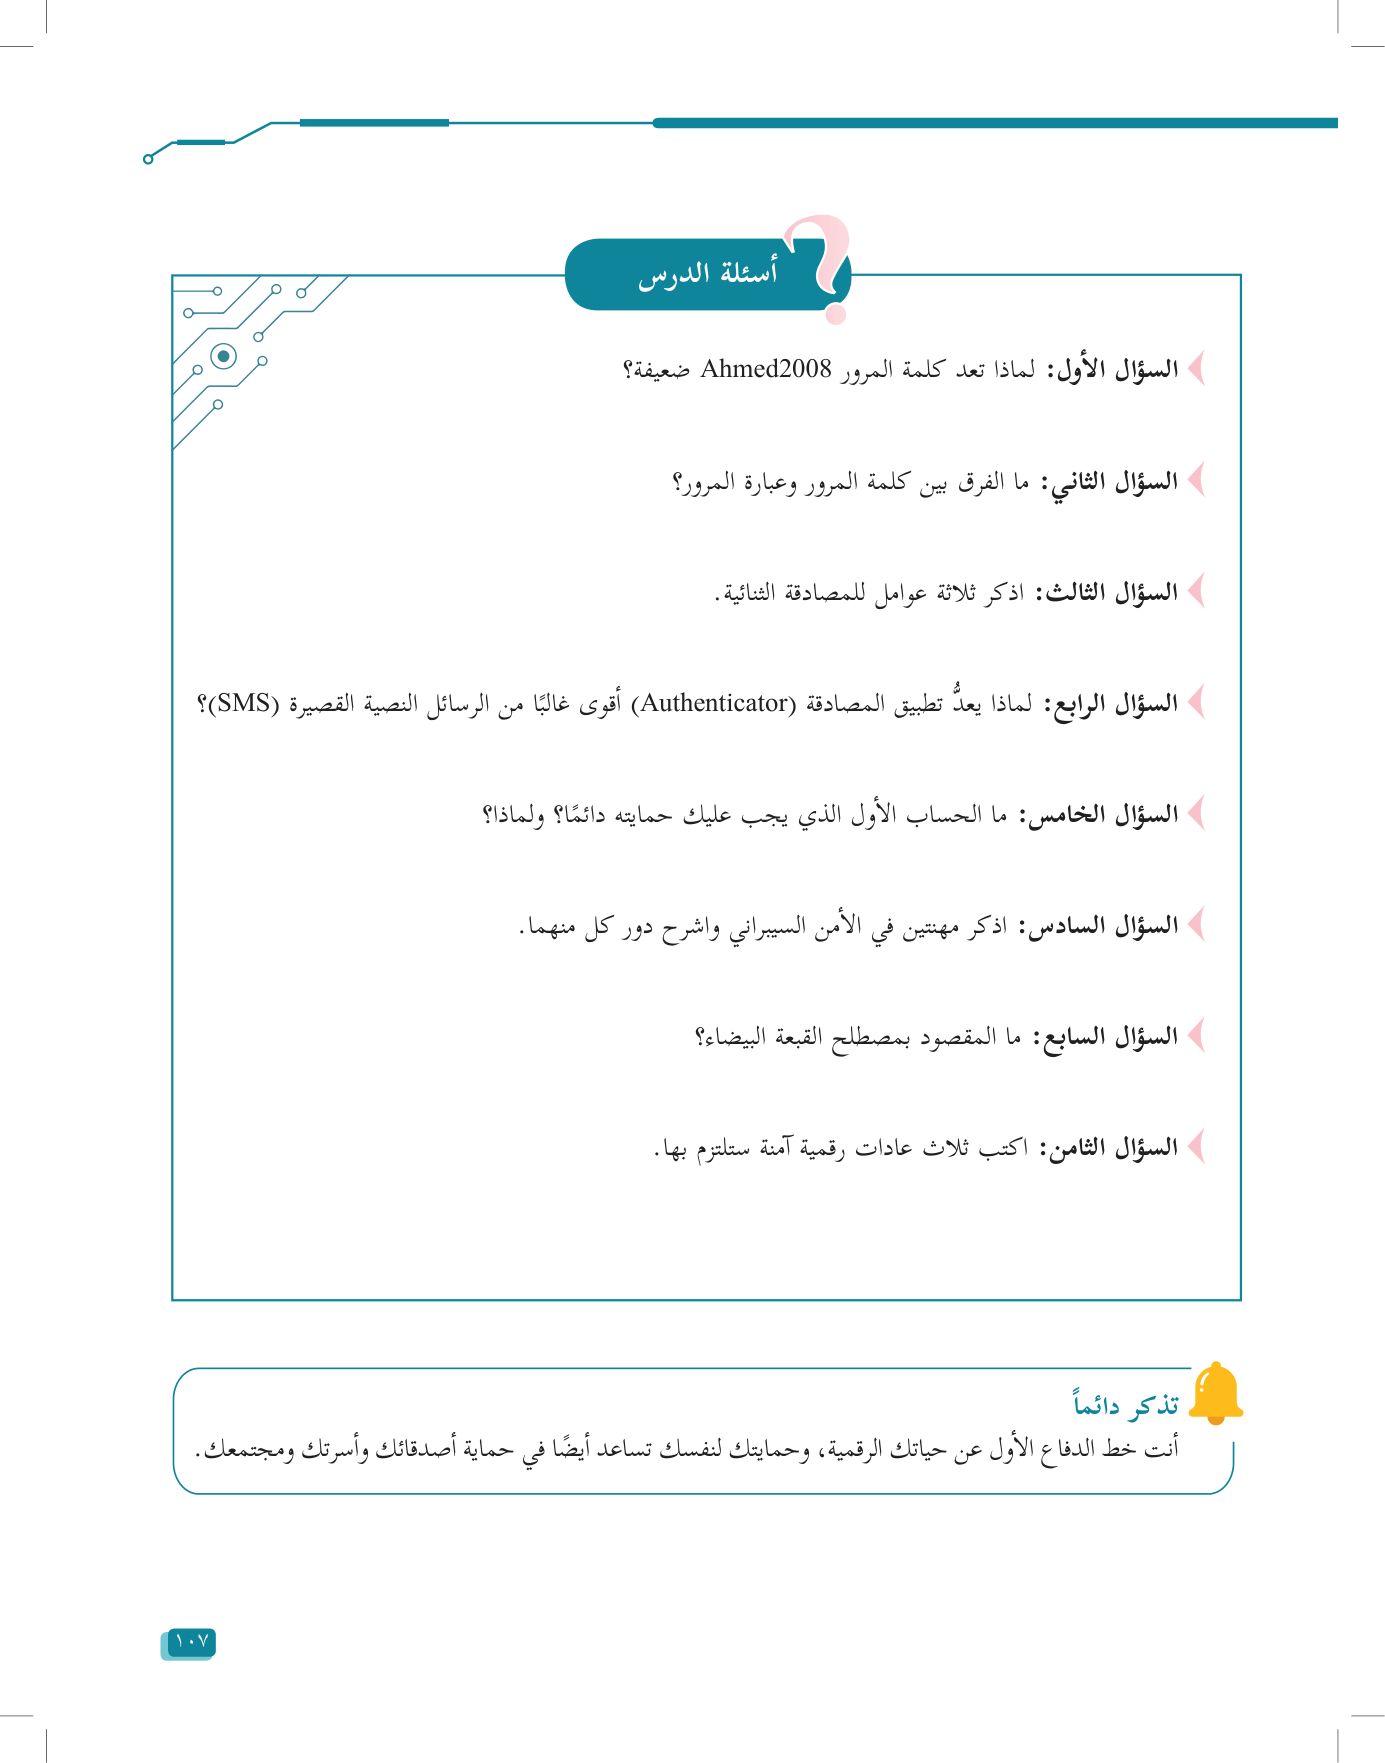 أسئلة الدرس
السؤال الأول: لماذا تعد كلمة المرور Ahmed2008 ضعيفة؟
السؤال الثاني: ما الفرق بين كلمة المرور وعبارة المرور؟
السؤال الثالث: اذكر ثلاثة عوامل للمصادقة الثنائية.
السؤال الرابع: لماذا يعدُّ تطبيق المصادقة (Authenticator) أقوى غالبًا من الرسائل النصية القصيرة (SMS)؟
السؤال الخامس: ما الحساب الأول الذي يجب عليك حمايته دائمًا؟ ولماذا؟
السؤال السادس: اذكر مهنتين في الأمن السيبراني واشرح دور كل منهما.
السؤال السابع: ما المقصود بمصطلح القبعة البيضاء؟
السؤال الثامن: اكتب ثلاث عادات رقمية آمنة ستلتزم بها.
تذكر دائماً
أنت خط الدفاع الأول عن حياتك الرقمية، وحمايتك لنفسك تساعد أيضًا في حماية أصدقائك وأسرتك ومجتمعك.
١٠٧